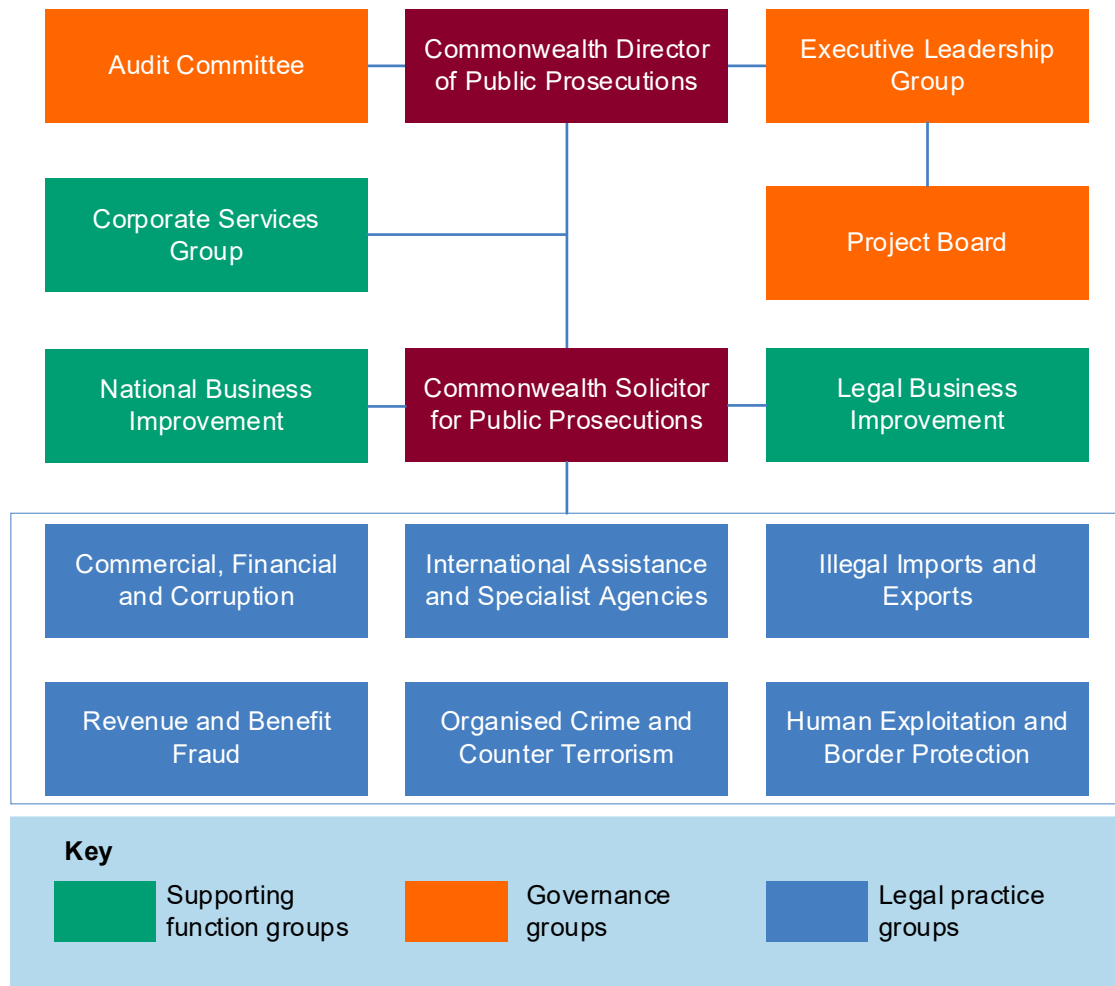 Audit Committee
Commonwealth Director
of Public Prosecutions
Executive Leadership
Group
Corporate Services
Group
Project Board
National Business
Improvement
Commonwealth Solicitor
for Public Prosecutions
Legal Business
Improvement
Commercial, Financial
and Corruption
International Assistance
and Specialist Agencies
Illegal Imports and
Exports
Revenue and Benefit
Fraud
Organised Crime and
Counter Terrorism
Human Exploitation and
Border Protection
Key
Supporting
function groups
Governance
groups
Legal practice
groups